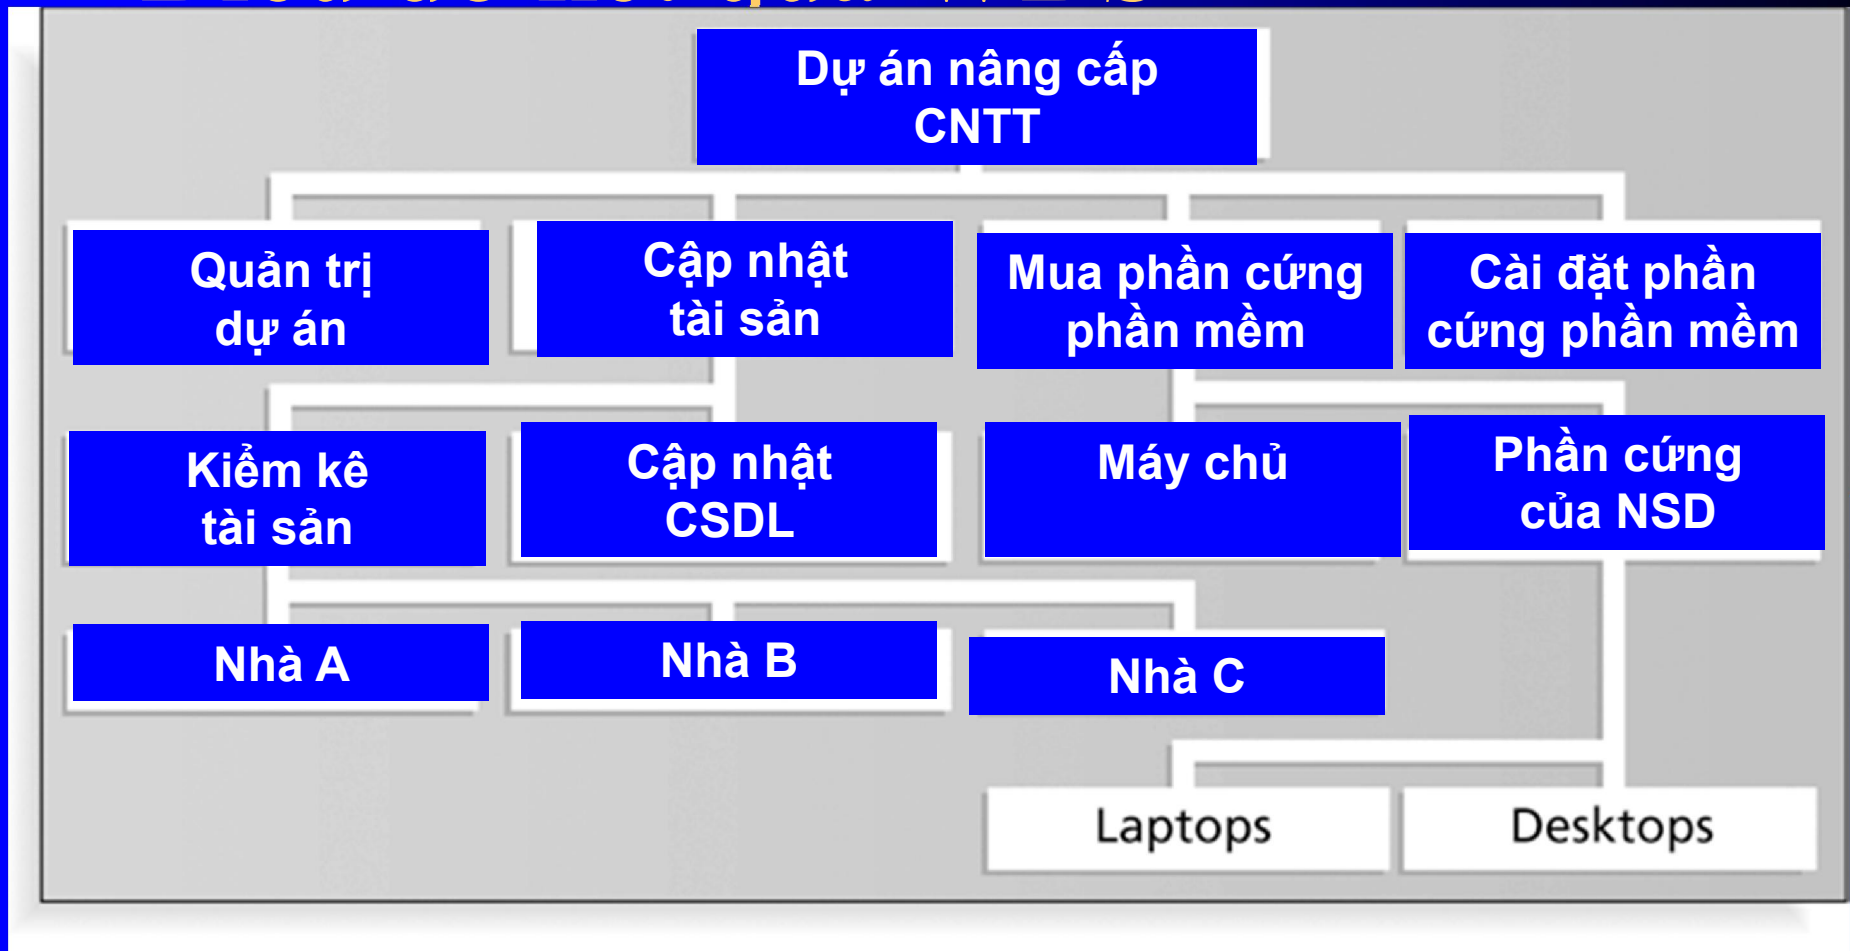 Dự án nâng cấp
CNTT
Quản trị
dự án
Cập nhật
tài sản
Mua phần cứng
phần mềm
Cài đặt phần
cứng phần mềm
Kiểm kê
tài sản
Cập nhật
CSDL
Máy chủ
Phần cứng
của NSD
Nhà A
Nhà B
Nhà C
Laptops
Desktops